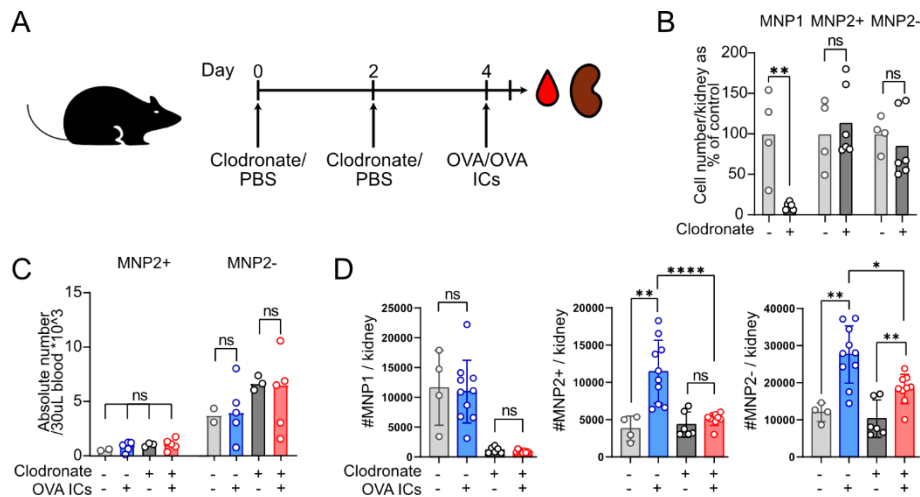 A
Day 0 2 4
Clodronate/ Clodronate/ OVA/OVA
PBS PBS ICs
B
MNP1 MNP2+ MNP2-
Cell number/kidney as
% of control
200
150
100
50
0
** ns ns
Clodronate - + - + - +
C
MNP2+ MNP2-
Absolute number
/30uL blood *10^3
15
10
5
0
ns ns ns
Clodronate - - + + - - + +
OVA ICs - + - + - + - +
D
#MNP1 / kidney
25000
20000
15000
10000
5000
0
ns ns
Clodronate - - + +
OVA ICs - + - +
#MNP2+ / kidney
20000
15000
10000
5000
0
** **** ns
- - + +
- + - +
#MNP2- / kidney
40000
30000
20000
10000
0
** * **
- - + +
- + - +